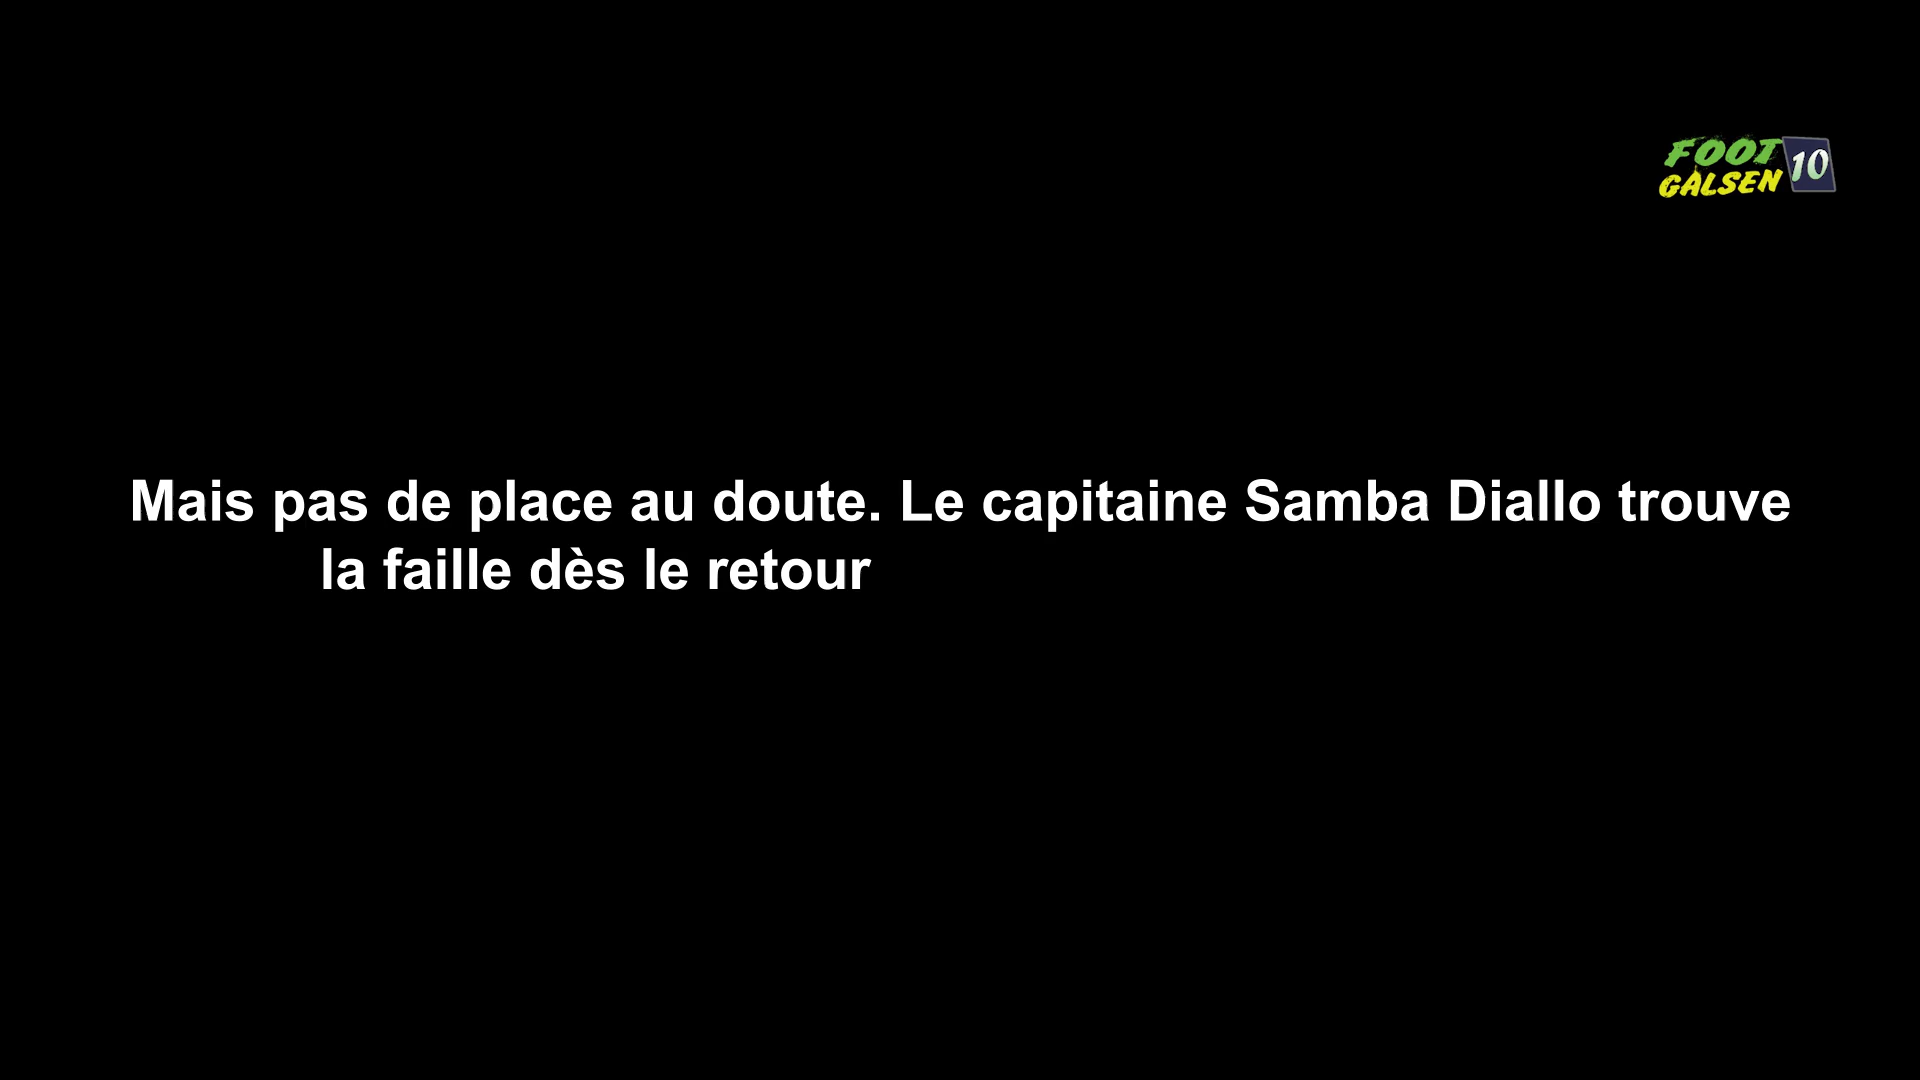 FOOT 10
GALSEN
Mais pas de place au doute. Le capitaine Samba Diallo trouve
la faille dès le retour